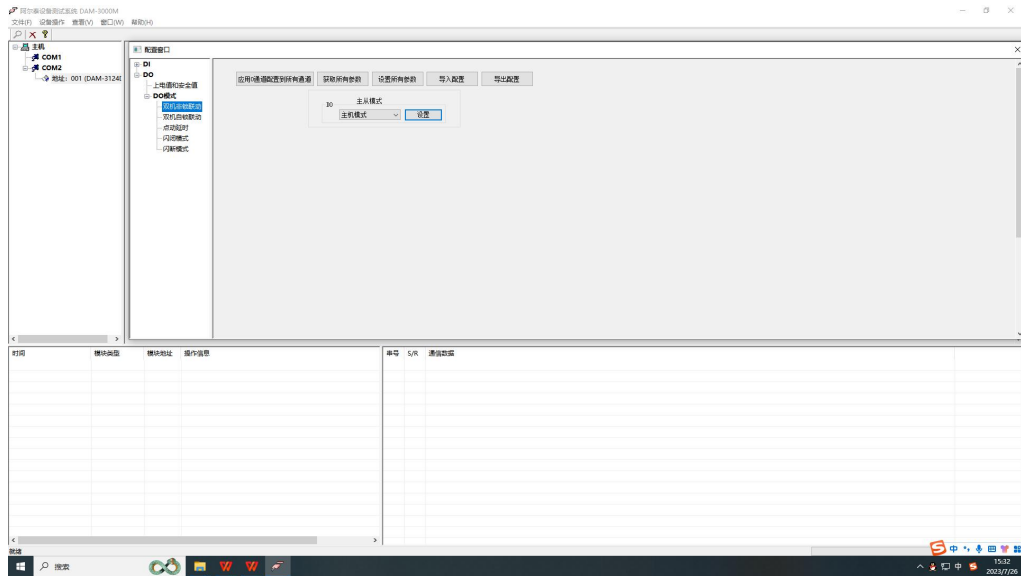 阿尔泰设备测试系统 DAM-3000M
文件(F) 设备操作 查看(V) 窗口(W) 帮助(H)
主机
COM1
COM2
地址：001 (DAM-3124D
配置窗口
DI
DO
上电值和安全值
DO模式
双机非锁联动
双机自锁联动
点动延时
闪闭模式
闪断模式
应用0通道配置到所有通道 获取所有参数 设置所有参数 导入配置 导出配置
主从模式
IO 主机模式 设置
时间 模块类型 模块地址 操作信息
串号 S/R 通信数据
就绪
搜索
中
中
15:32
2023/7/26